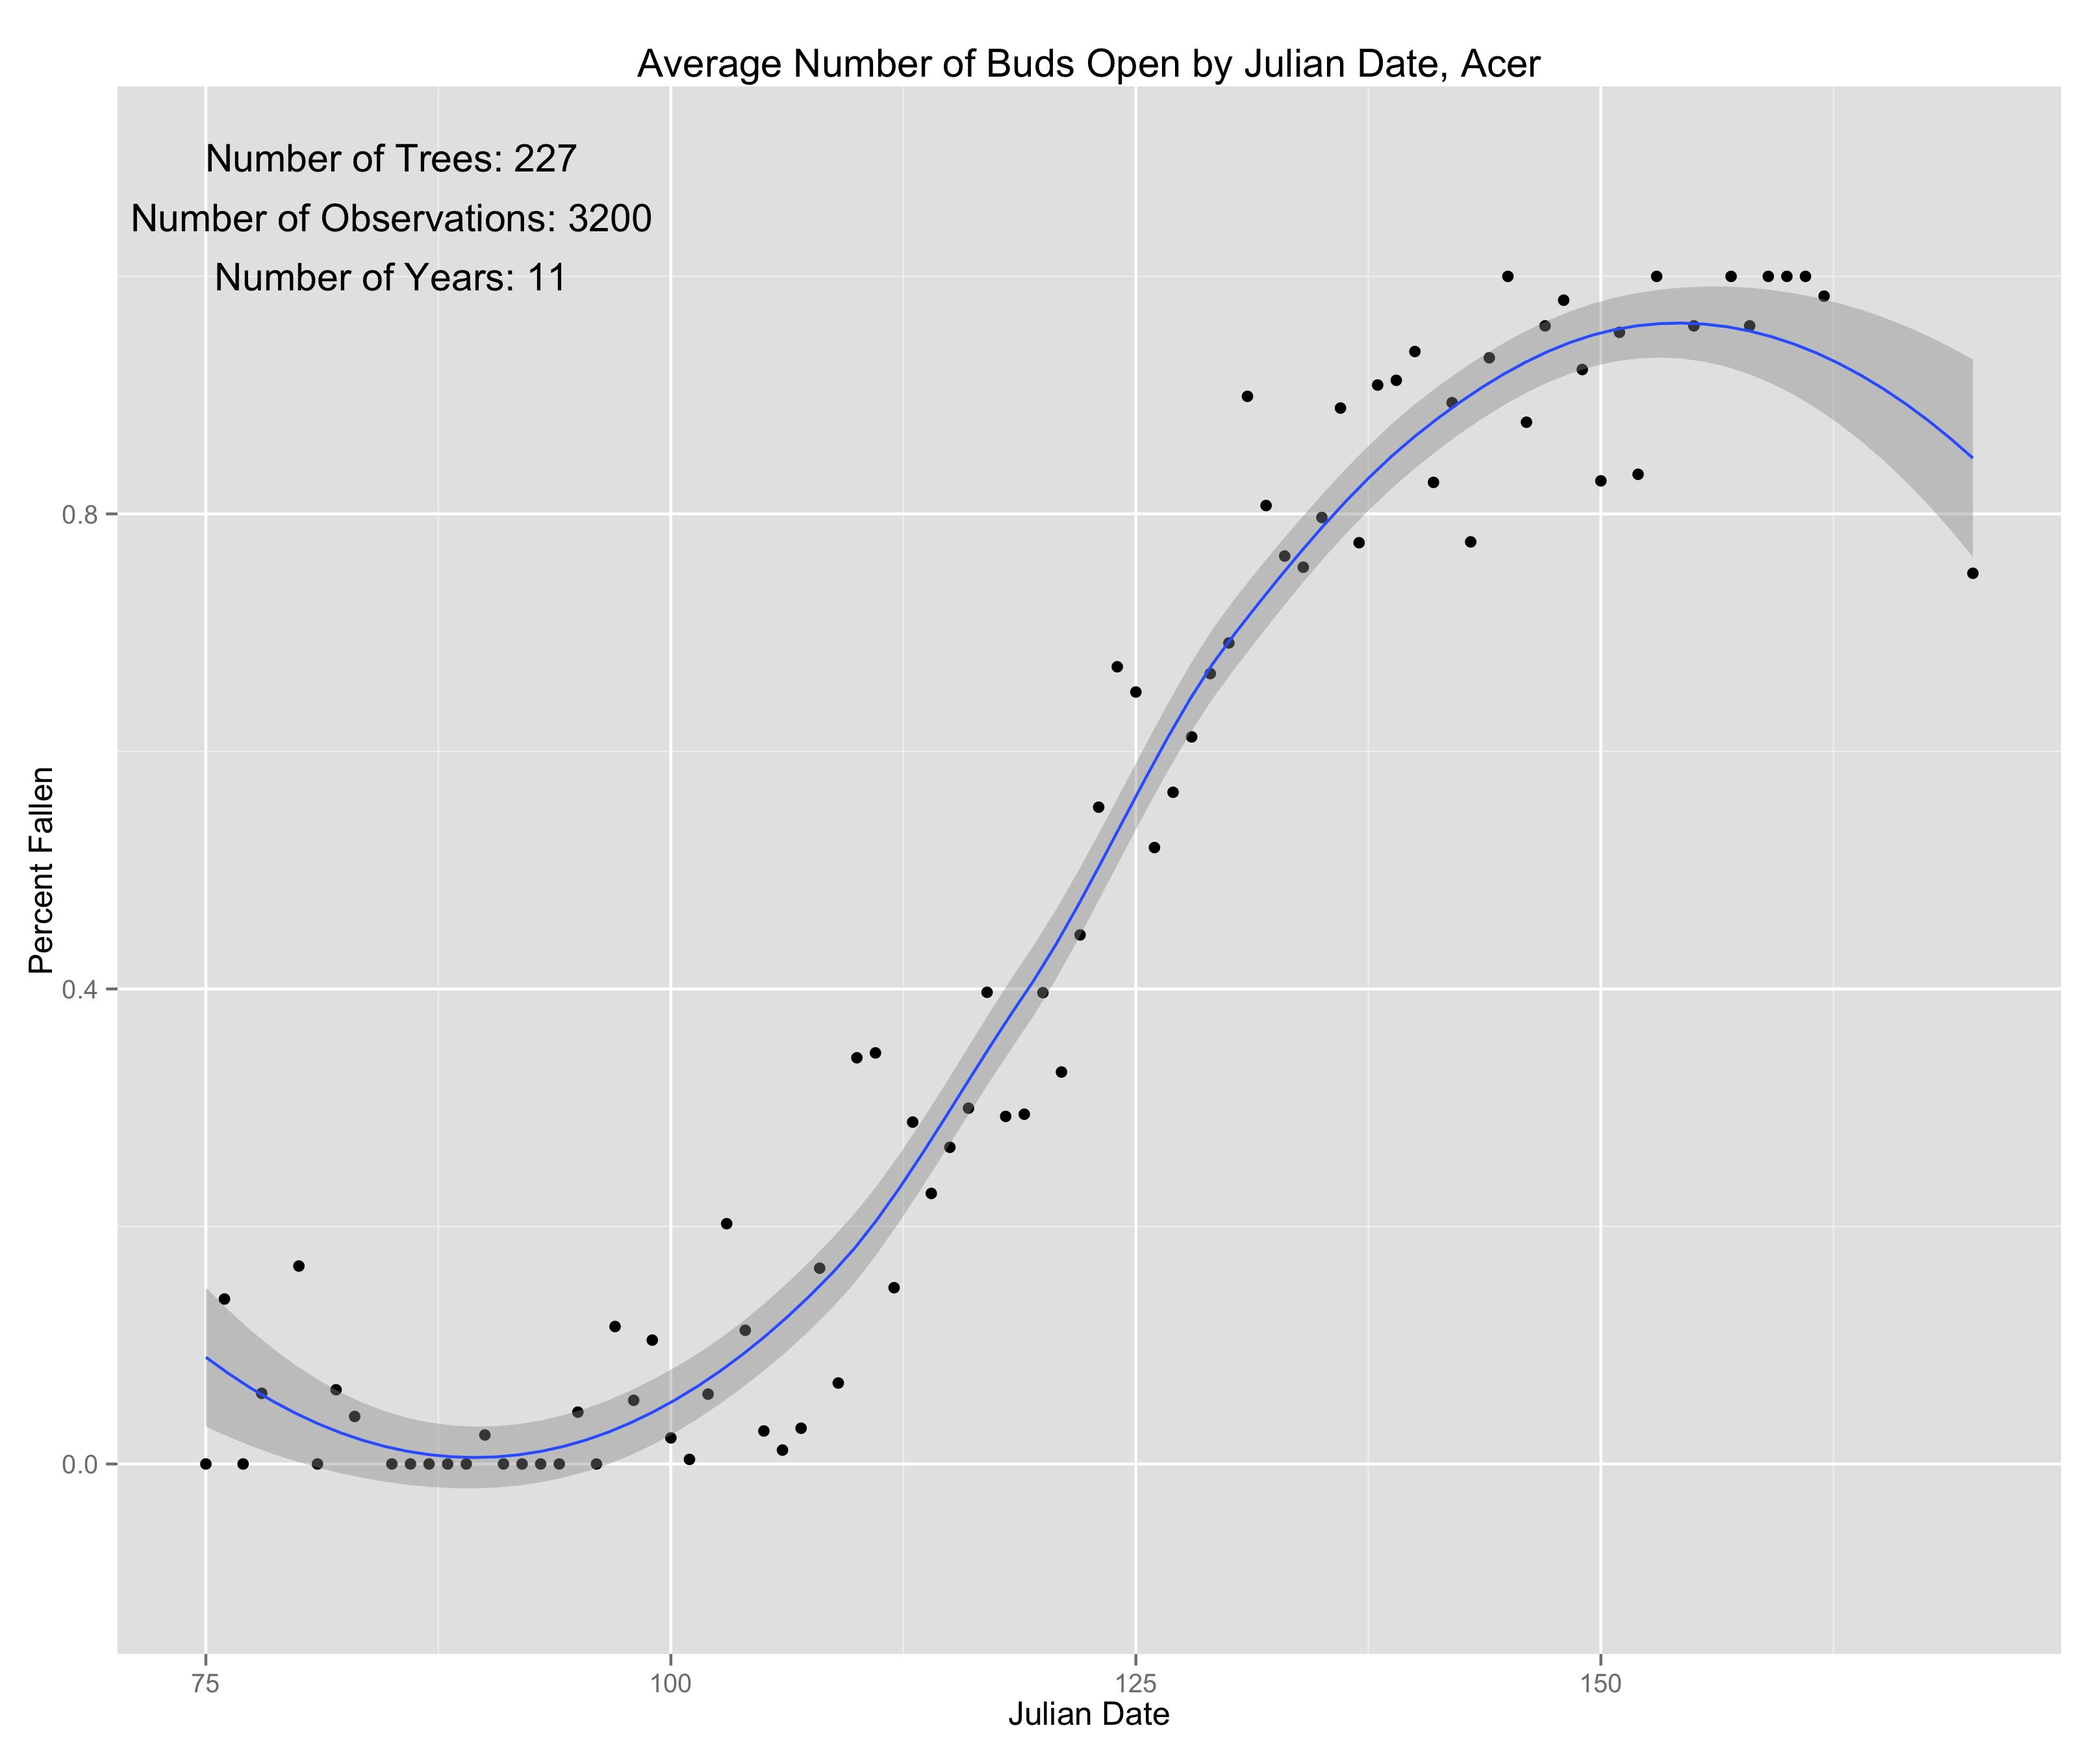 Average Number of Buds Open by Julian Date, Acer
Number of Trees: 227
Number of Observations: 3200
Number of Years: 11
Percent Fallen
0.8
0.4
0.0
75 100 125 150
Julian Date